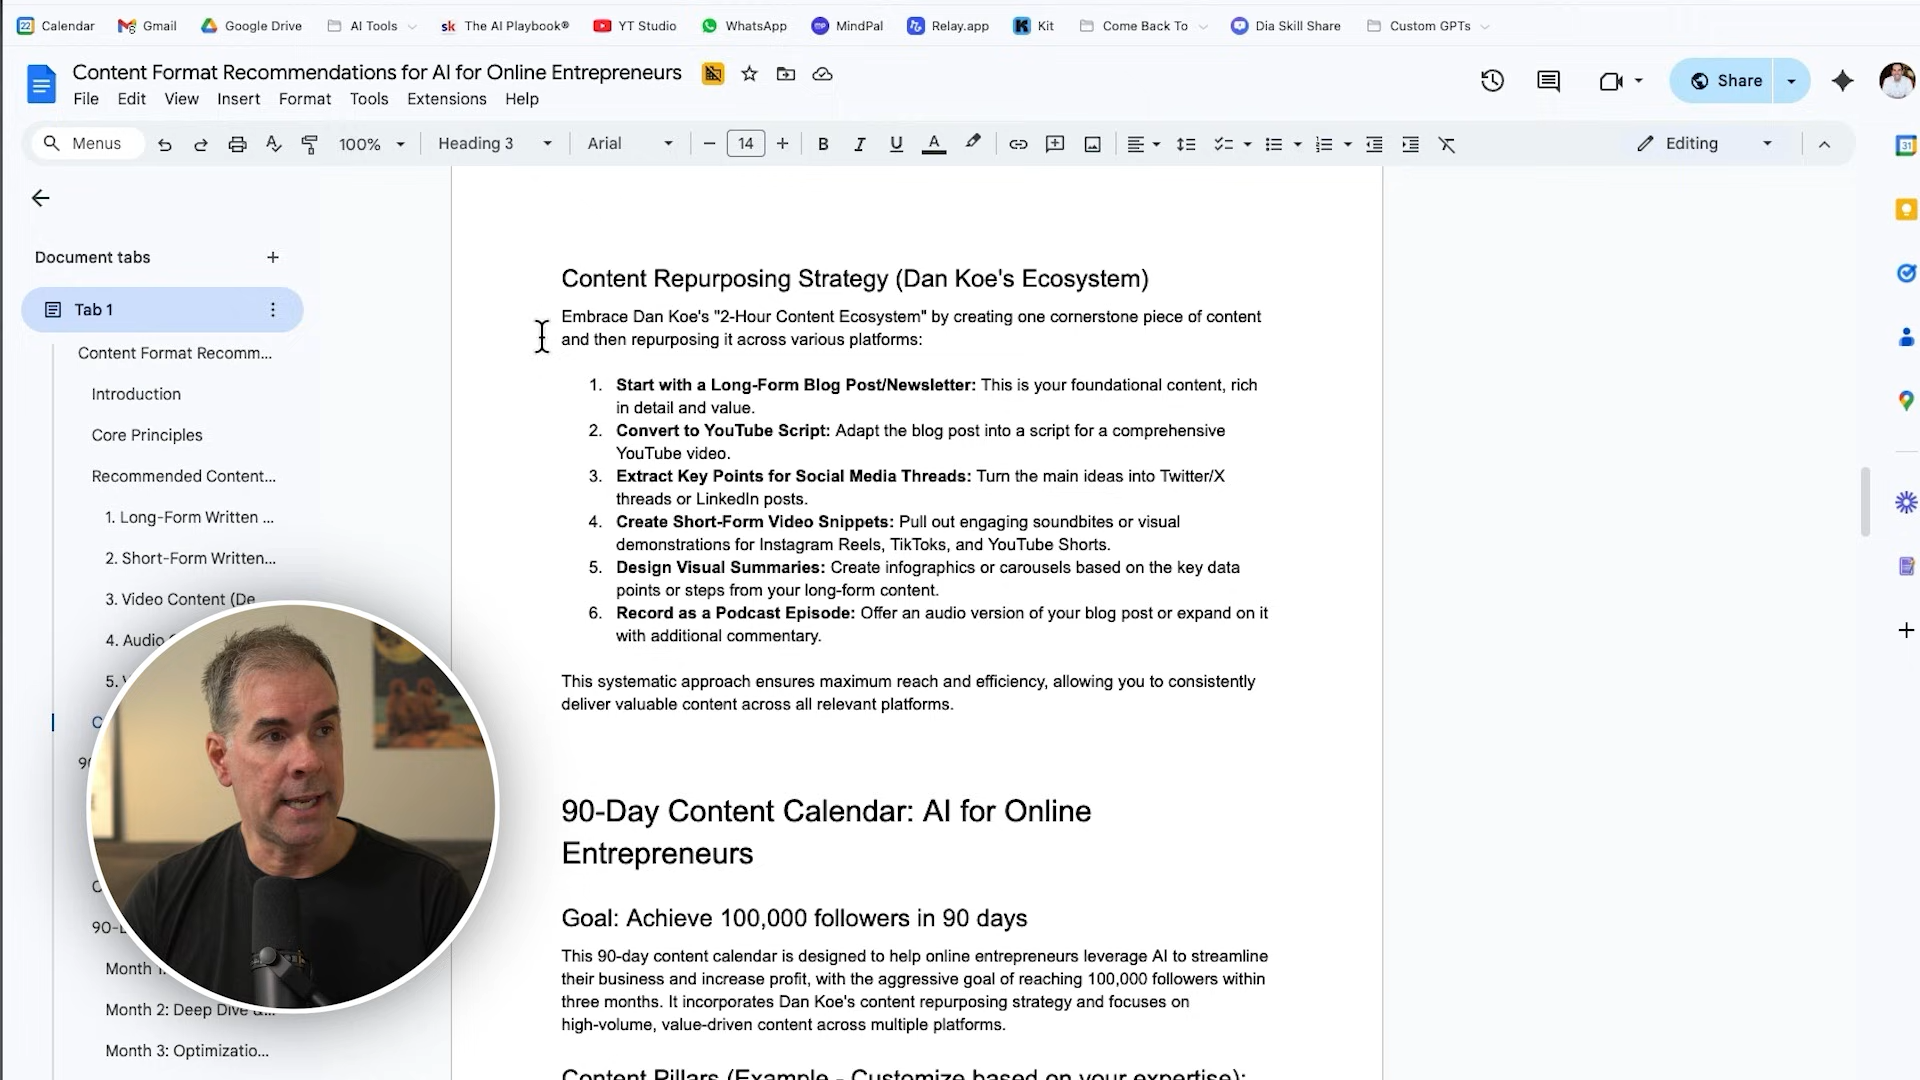 Calendar
Gmail
Google Drive
AI Tools
sk The AI Playbook®
YT Studio
WhatsApp
MindPal
Relay.app
Kit
Come Back To
Dia Skill Share
Custom GPTs
Content Format Recommendations for AI for Online Entrepreneurs
File Edit View Insert Format Tools Extensions Help
Share
Menus
100%
Heading 3
Arial
14
Editing
Document tabs
Tab 1
Content Format Recomm...
Introduction
Core Principles
Recommended Content...
1. Long-Form Written ...
2. Short-Form Written...
3. Video Content (De
4. Audio
5.
Month
Month 2: Deep Dive &...
Month 3: Optimizatio...
Content Repurposing Strategy (Dan Koe's Ecosystem)
Embrace Dan Koe's "2-Hour Content Ecosystem" by creating one cornerstone piece of content
and then repurposing it across various platforms:
1. Start with a Long-Form Blog Post/Newsletter: This is your foundational content, rich
in detail and value.
2. Convert to YouTube Script: Adapt the blog post into a script for a comprehensive
YouTube video.
3. Extract Key Points for Social Media Threads: Turn the main ideas into Twitter/X
threads or LinkedIn posts.
4. Create Short-Form Video Snippets: Pull out engaging soundbites or visual
demonstrations for Instagram Reels, TikToks, and YouTube Shorts.
5. Design Visual Summaries: Create infographics or carousels based on the key data
points or steps from your long-form content.
6. Record as a Podcast Episode: Offer an audio version of your blog post or expand on it
with additional commentary.
This systematic approach ensures maximum reach and efficiency, allowing you to consistently
deliver valuable content across all relevant platforms.
90-Day Content Calendar: AI for Online
Entrepreneurs
Goal: Achieve 100,000 followers in 90 days
This 90-day content calendar is designed to help online entrepreneurs leverage AI to streamline
their business and increase profit, with the aggressive goal of reaching 100,000 followers within
three months. It incorporates Dan Koe's content repurposing strategy and focuses on
high-volume, value-driven content across multiple platforms.
Content Pillars (Example - Customize based on your expertise):